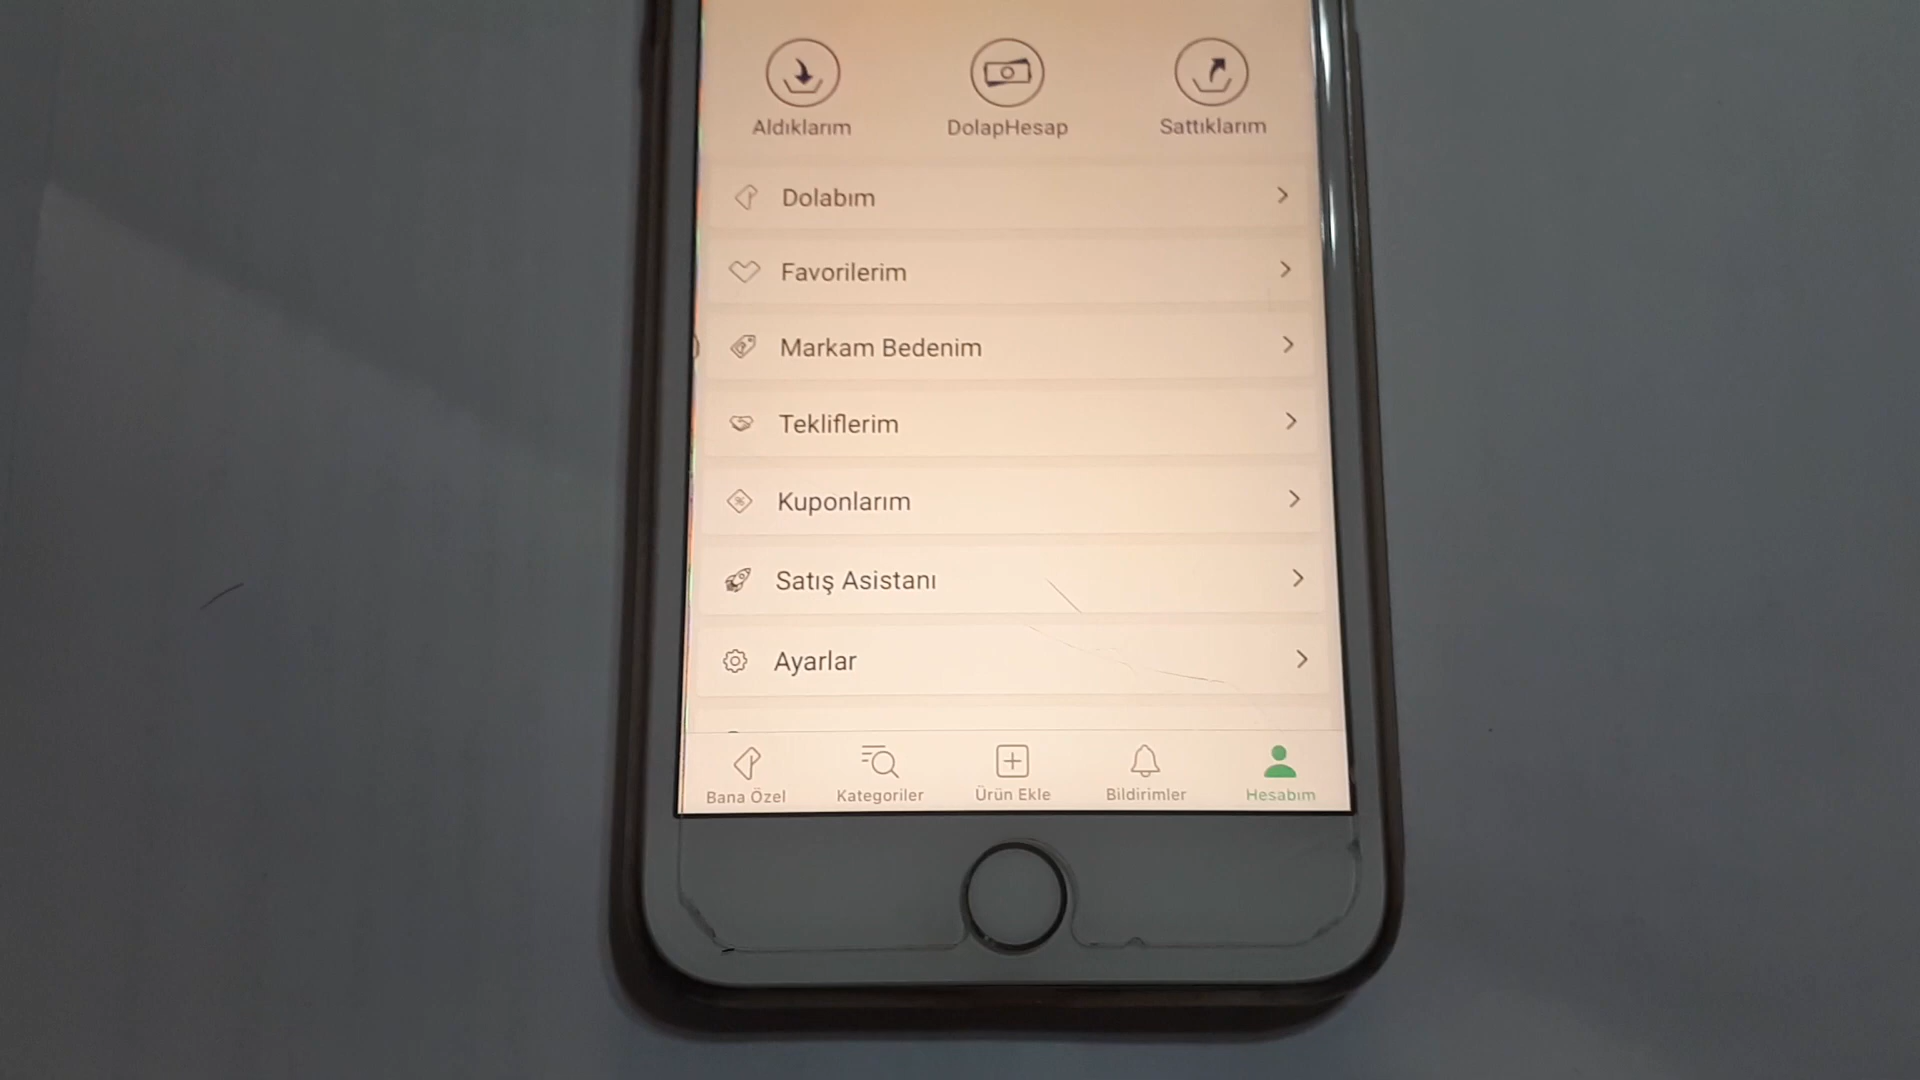 Aldıklarım DolapHesap Sattıklarım
Dolabım
Favorilerim
Markam Bedenim
Tekliflerim
Kuponlarım
Satış Asistanı
Ayarlar
Bana Özel Kategoriler Ürün Ekle Bildirimler Hesabım